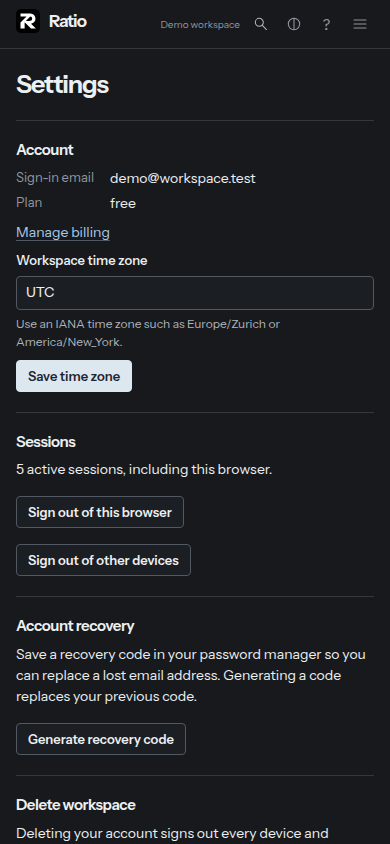 Ratio
Demo workspace
?
Settings
Account
Sign-in email demo@workspace.test
Plan free
Manage billing
Workspace time zone
UTC
Use an IANA time zone such as Europe/Zurich or
America/New_York.
Save time zone
Sessions
5 active sessions, including this browser.
Sign out of this browser
Sign out of other devices
Account recovery
Save a recovery code in your password manager so you
can replace a lost email address. Generating a code
replaces your previous code.
Generate recovery code
Delete workspace
Deleting your account signs out every device and